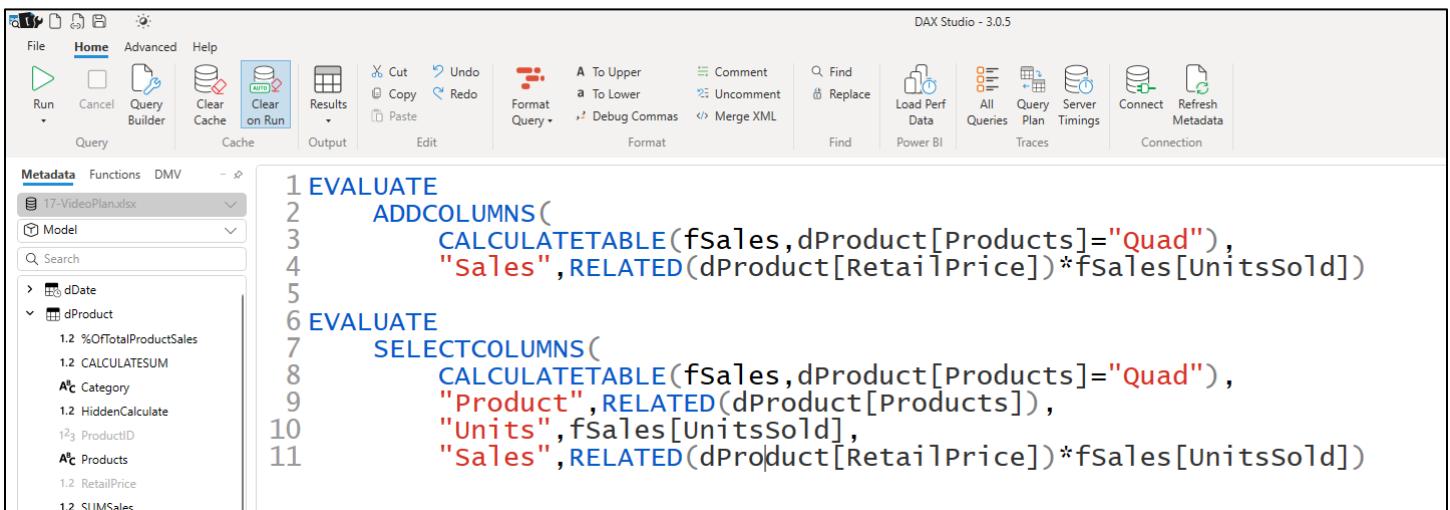 DAX Studio - 3.0.5
File Home Advanced Help
Run
Cancel
Query Builder
Query
Clear Cache
AUTO
Clear on Run
Cache
Results
Output
Cut Undo
Copy Redo
Paste
Edit
Format Query
A To Upper Comment
a To Lower Uncomment
Debug Commas Merge XML
Format
Find
Replace
Find
Load Perf Data
Power BI
All Queries
Query Plan
Server Timings
Traces
Connect
Refresh Metadata
Connection
Metadata Functions DMV
17-VideoPlan.xlsx
Model
Search
dDate
dProduct
1.2 %OfTotalProductSales
1.2 CALCULATESUM
ABC Category
1.2 HiddenCalculate
123 ProductID
ABC Products
1.2 RetailPrice
1.2 SUMSales
1 EVALUATE
2 ADDCOLUMNS(
3 CALCULATETABLE(fSales,dProduct[Products]="Quad"),
4 "Sales",RELATED(dProduct[RetailPrice])*fSales[UnitsSold])
5
6 EVALUATE
7 SELECTCOLUMNS(
8 CALCULATETABLE(fSales,dProduct[Products]="Quad"),
9 "Product",RELATED(dProduct[Products]),
10 "Units",fSales[UnitsSold],
11 "Sales",RELATED(dProduct[RetailPrice])*fSales[UnitsSold])